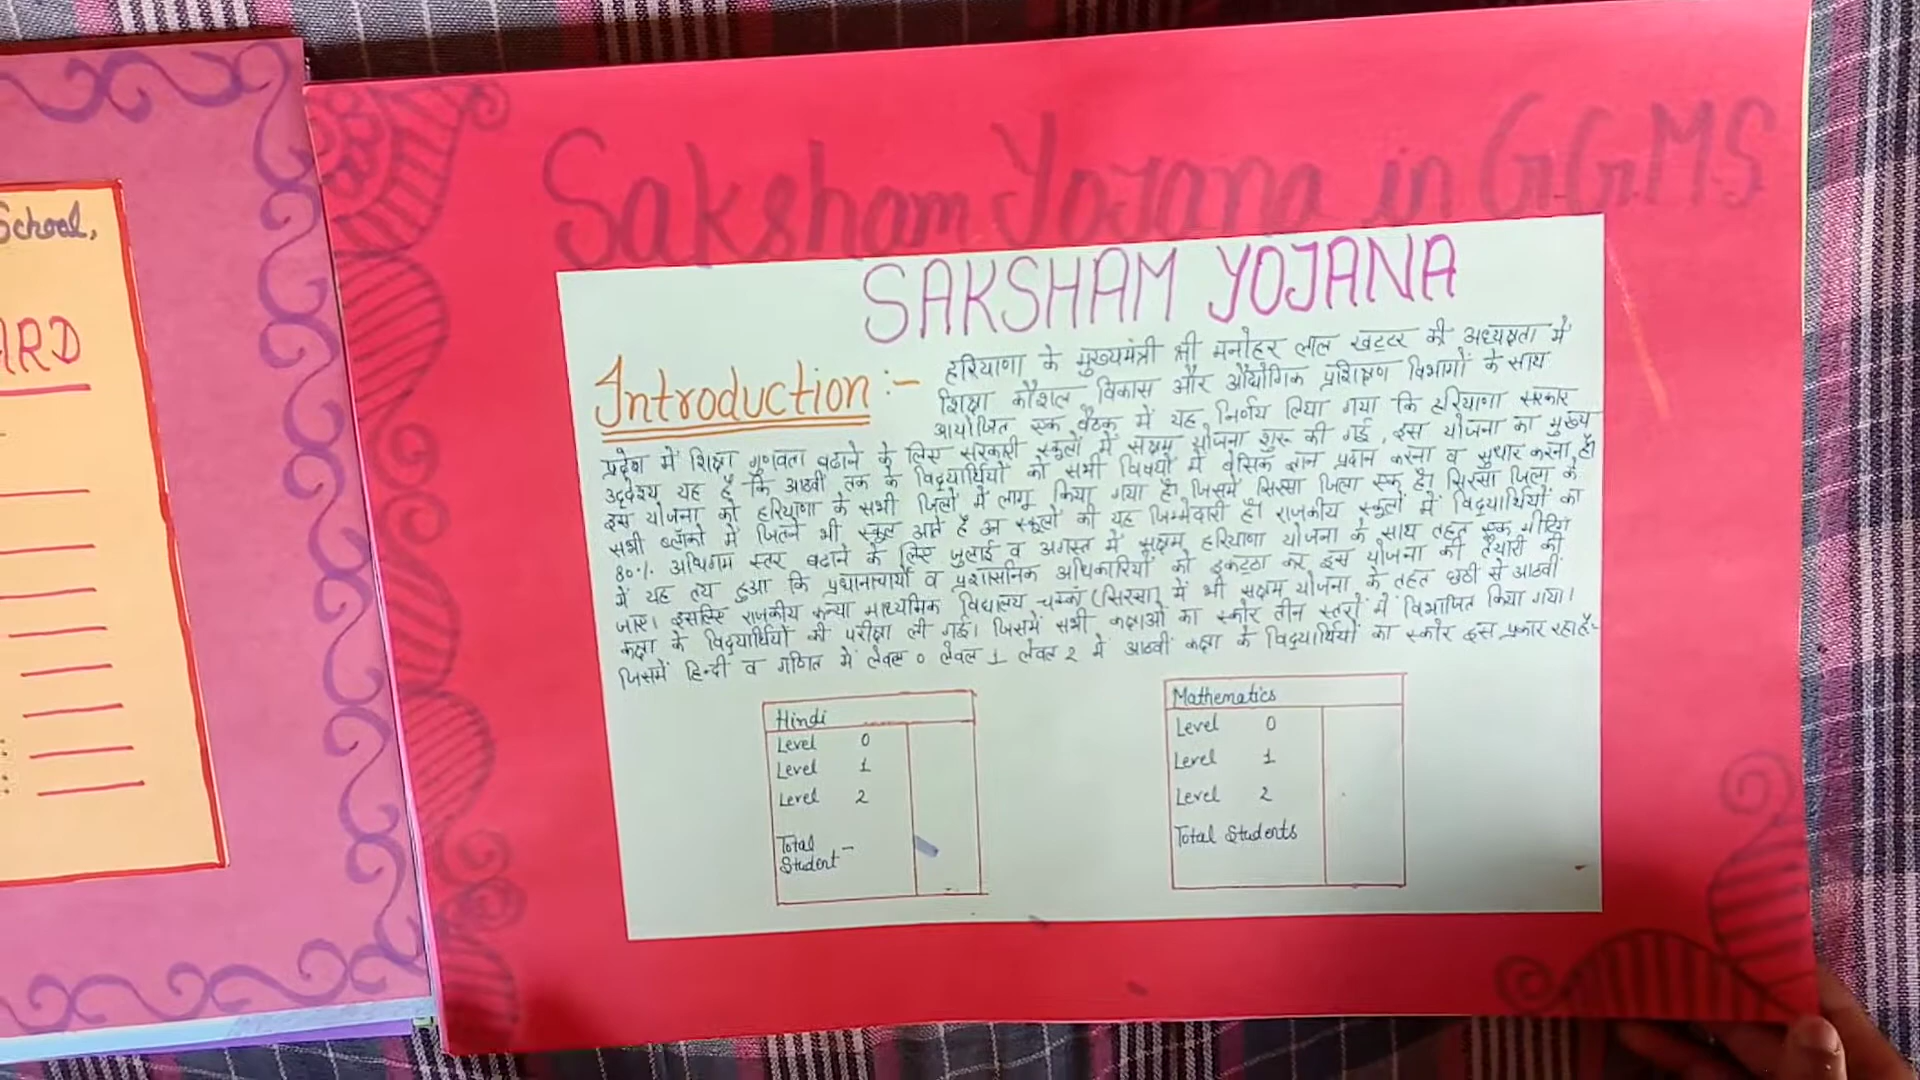 School,
ARD
Saksham Yojana in G.G.M.S
SAKSHAM YOJANA
Introduction :-
हरियाणा के मुख्यमंत्री श्री मनोहर लाल खट्टर की अध्यक्षता में
शिक्षा कौशल विकास और औद्योगिक प्रशिक्षण विभागों के साथ
आयोजित एक बैठक में यह निर्णय लिया गया कि हरियाणा सरकार
प्रदेश में शिक्षा गुणवता बढाने के लिए सरकारी स्कूलों में सक्षम योजना शुरू की गई, इस योजना का मुख्य
उद्देश्य यह है कि आठवीं तक के विद्यार्थियों को सभी विषयों में बेसिक ज्ञान प्रदान करना व सुधार करना है।
इस योजना को हरियाणा के सभी जिलों में लागू किया गया है। जिसमें सिरसा जिला एक है। सिरसा जिला के
सभी ब्लॉको में जितने भी स्कूल आते है उन स्कूलों की यह जिम्मेदारी है। राजकीय स्कूलों में विद्यार्थियों का
80% अधिगम स्तर बढाने के लिए जुलाई व अगस्त में सक्षम हरियाणा योजना के साथ तहत एक मीटिंग
में यह तय हुआ कि प्रधानाचार्यो व प्रशासनिक अधिकारियों को इकट्ठा कर इस योजना की तैयारी की
जाए। इसलिए राजकीय कन्या माध्यमिक विद्यालय (सिरसा) में भी सक्षम योजना के तहत छठी से आठवीं
कक्षा के विद्यार्थियों की परीक्षा ली गई। जिसमें सभी कक्षाओं का स्कोर तीन स्तरों में विभाजित किया गया।
जिसमें हिन्दी व गणित में लेवल 0 लेवल 1 लेवल 2 में आठवीं कक्षा के विद्यार्थियों का स्कोर इस प्रकार रहा है:-
Hindi
Level 0
Level 1
Level 2
Total -
Student
Mathematics
Level 0
Level 1
Level 2
Total Students